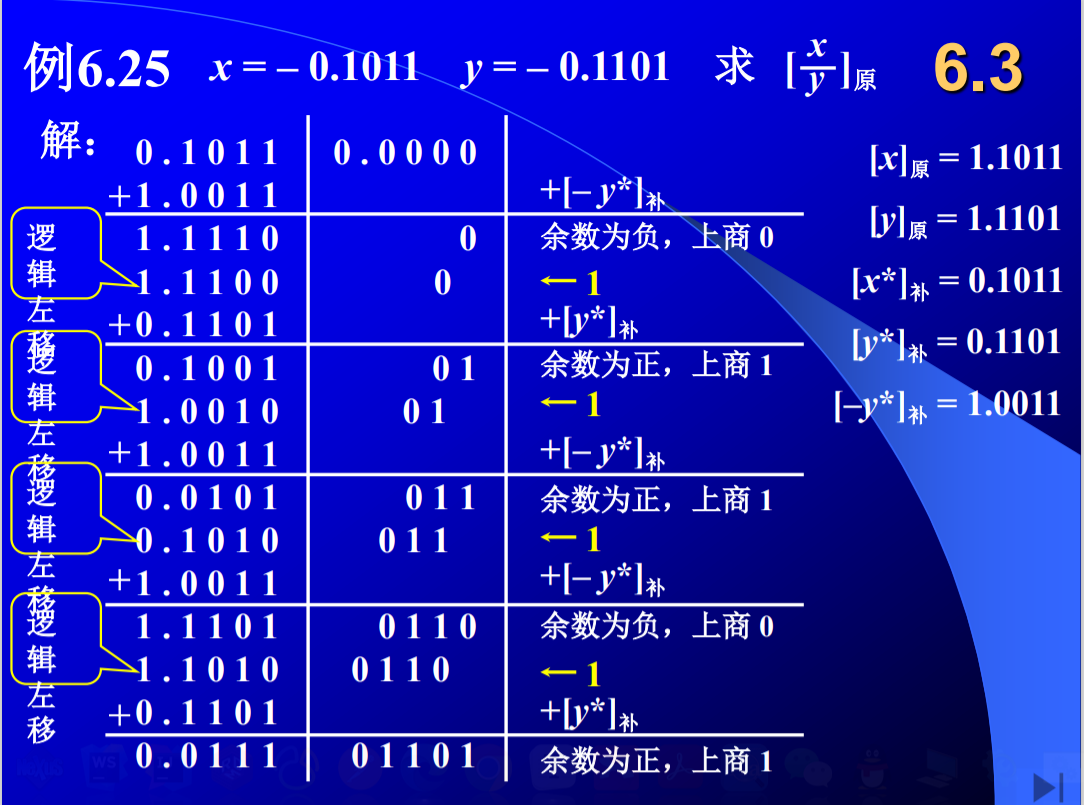 例6.25 x = – 0.1011 y = – 0.1101 求 [x/y]原 6.3
解：
0.1011 0.0000
+1.0011 +[– y*]补
1.1110 0 余数为负，上商 0
1.1100 0 ←1
+0.1101 +[y*]补
0.1001 01 余数为正，上商 1
1.0010 01 ←1
+1.0011 +[– y*]补
0.0101 011 余数为正，上商 1
0.1010 011 ←1
+1.0011 +[– y*]补
1.1101 0110 余数为负，上商 0
1.1010 0110 ←1
+0.1101 +[y*]补
0.0111 01101 余数为正，上商 1
逻辑左移
逻辑左移
逻辑左移
逻辑左移
[x]原 = 1.1011
[y]原 = 1.1101
[x*]补 = 0.1011
[y*]补 = 0.1101
[–y*]补 = 1.0011